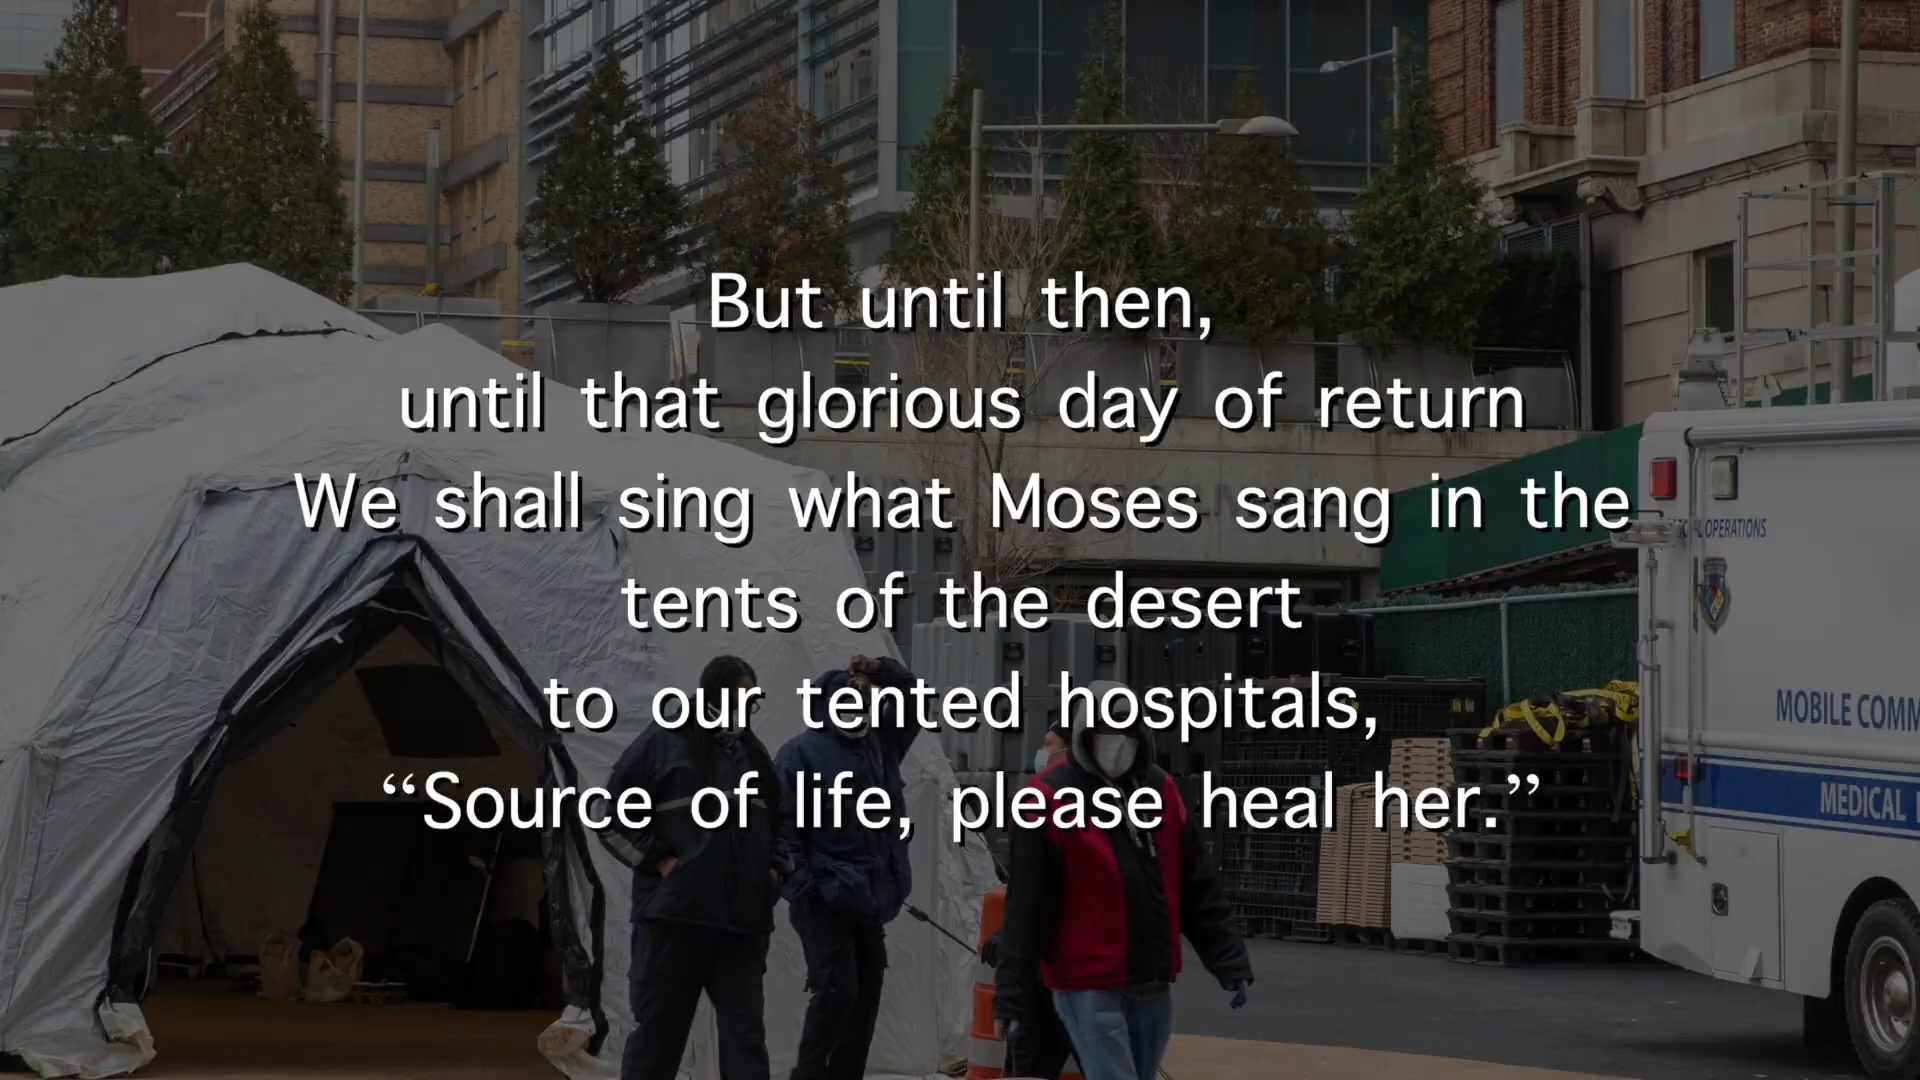 But until then,
until that glorious day of return
We shall sing what Moses sang in the
tents of the desert
to our tented hospitals,
“Source of life, please heal her.”
OPERATIONS
MOBILE COMM
MEDICAL